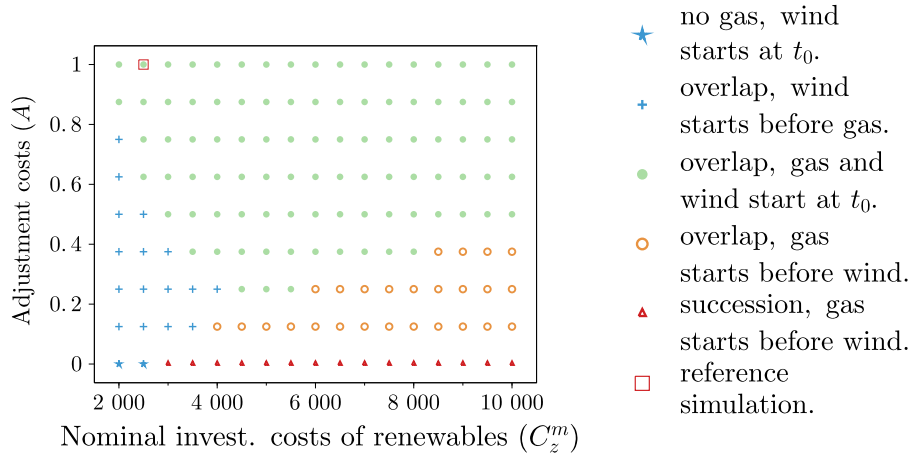 1
0.8
0.6
0.4
0.2
0
Adjustment costs (A)
2 000
4 000
6 000
8 000
10 000
Nominal invest. costs of renewables ($C_z^m$)
no gas, wind
starts at $t_0$.
overlap, wind
starts before gas.
overlap, gas and
wind start at $t_0$.
overlap, gas
starts before wind.
succession, gas
starts before wind.
reference
simulation.